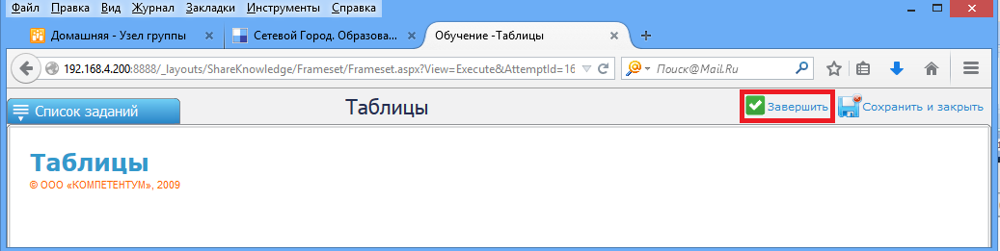 Файл Правка Вид Журнал Закладки Инструменты Справка
Домашняя - Узел группы Сетевой Город. Образова... Обучение -Таблицы
192.168.4.200:8888/_layouts/ShareKnowledge/Frameset/Frameset.aspx?View=Execute&AttemptId=16 Поиск@Mail.Ru
Список заданий Таблицы Завершить Сохранить и закрыть
Таблицы
© ООО «КОМПЕТЕНТУМ», 2009